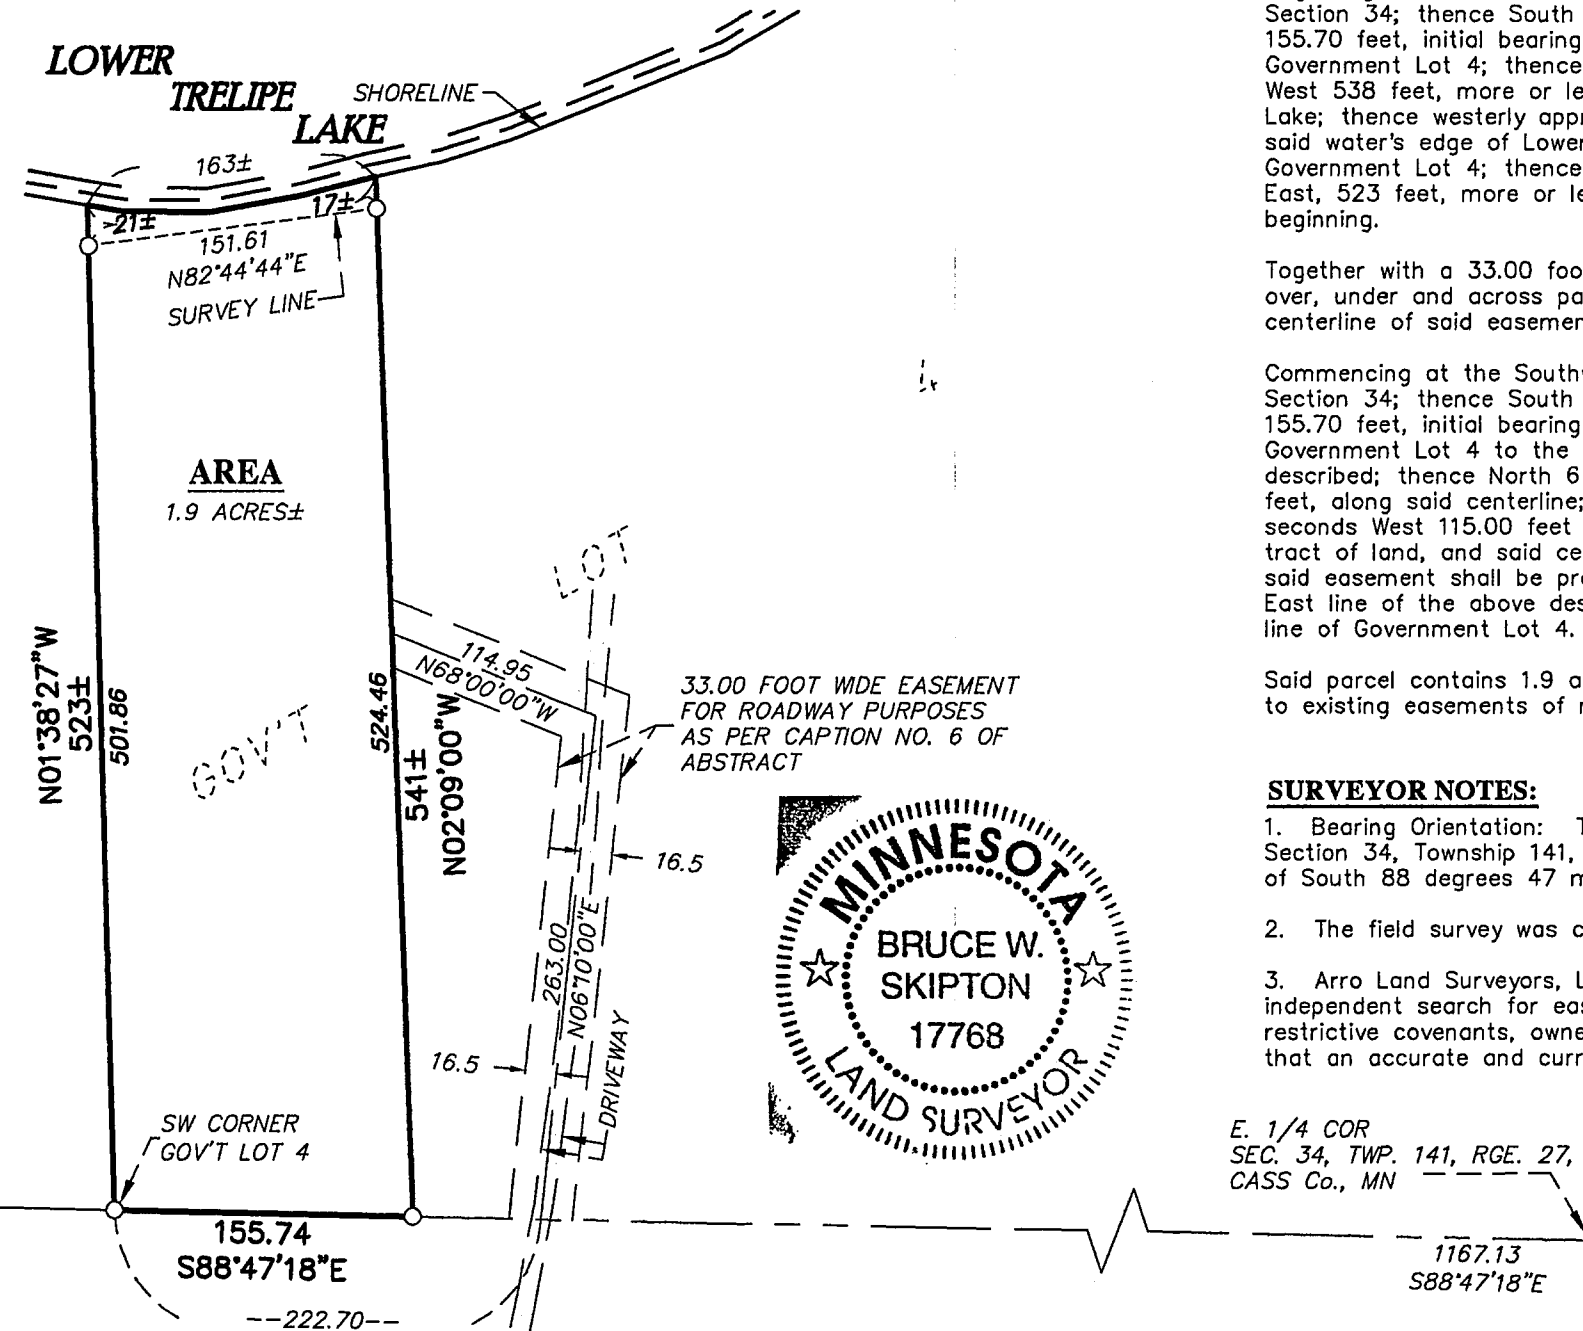 LOWER
TRELIPE
LAKE
SHORELINE
163±
21±
17±
151.61
N82°44'44"E
SURVEY LINE
AREA
1.9 ACRES±
LOT
GOV'T
4
N01°38'27"W
523±
501.86
524.46
541±
N02°09'00"W
114.95
N68°00'00"W
33.00 FOOT WIDE EASEMENT
FOR ROADWAY PURPOSES
AS PER CAPTION NO. 6 OF
ABSTRACT
16.5
263.00
N06°10'00"E
16.5
DRIVEWAY
MINNESOTA
BRUCE W.
SKIPTON
17768
LAND SURVEYOR
SW CORNER
GOV'T LOT 4
155.74
S88°47'18"E
--222.70--
Section 34; thence South
155.70 feet, initial bearing
Government Lot 4; thence
West 538 feet, more or le
Lake; thence westerly appr
said water's edge of Lower
Government Lot 4; thence
East, 523 feet, more or le
beginning.
Together with a 33.00 foo
over, under and across pa
centerline of said easemen
Commencing at the South
Section 34; thence South
155.70 feet, initial bearing
Government Lot 4 to the
described; thence North 6
feet, along said centerline;
seconds West 115.00 feet
tract of land, and said ce
said easement shall be pr
East line of the above des
line of Government Lot 4.
Said parcel contains 1.9 a
to existing easements of r
SURVEYOR NOTES:
1. Bearing Orientation: T
Section 34, Township 141,
of South 88 degrees 47 m
2. The field survey was c
3. Arro Land Surveyors, L
independent search for eas
restrictive covenants, owne
that an accurate and curr
E. 1/4 COR
SEC. 34, TWP. 141, RGE. 27,
CASS Co., MN
1167.13
S88°47'18"E